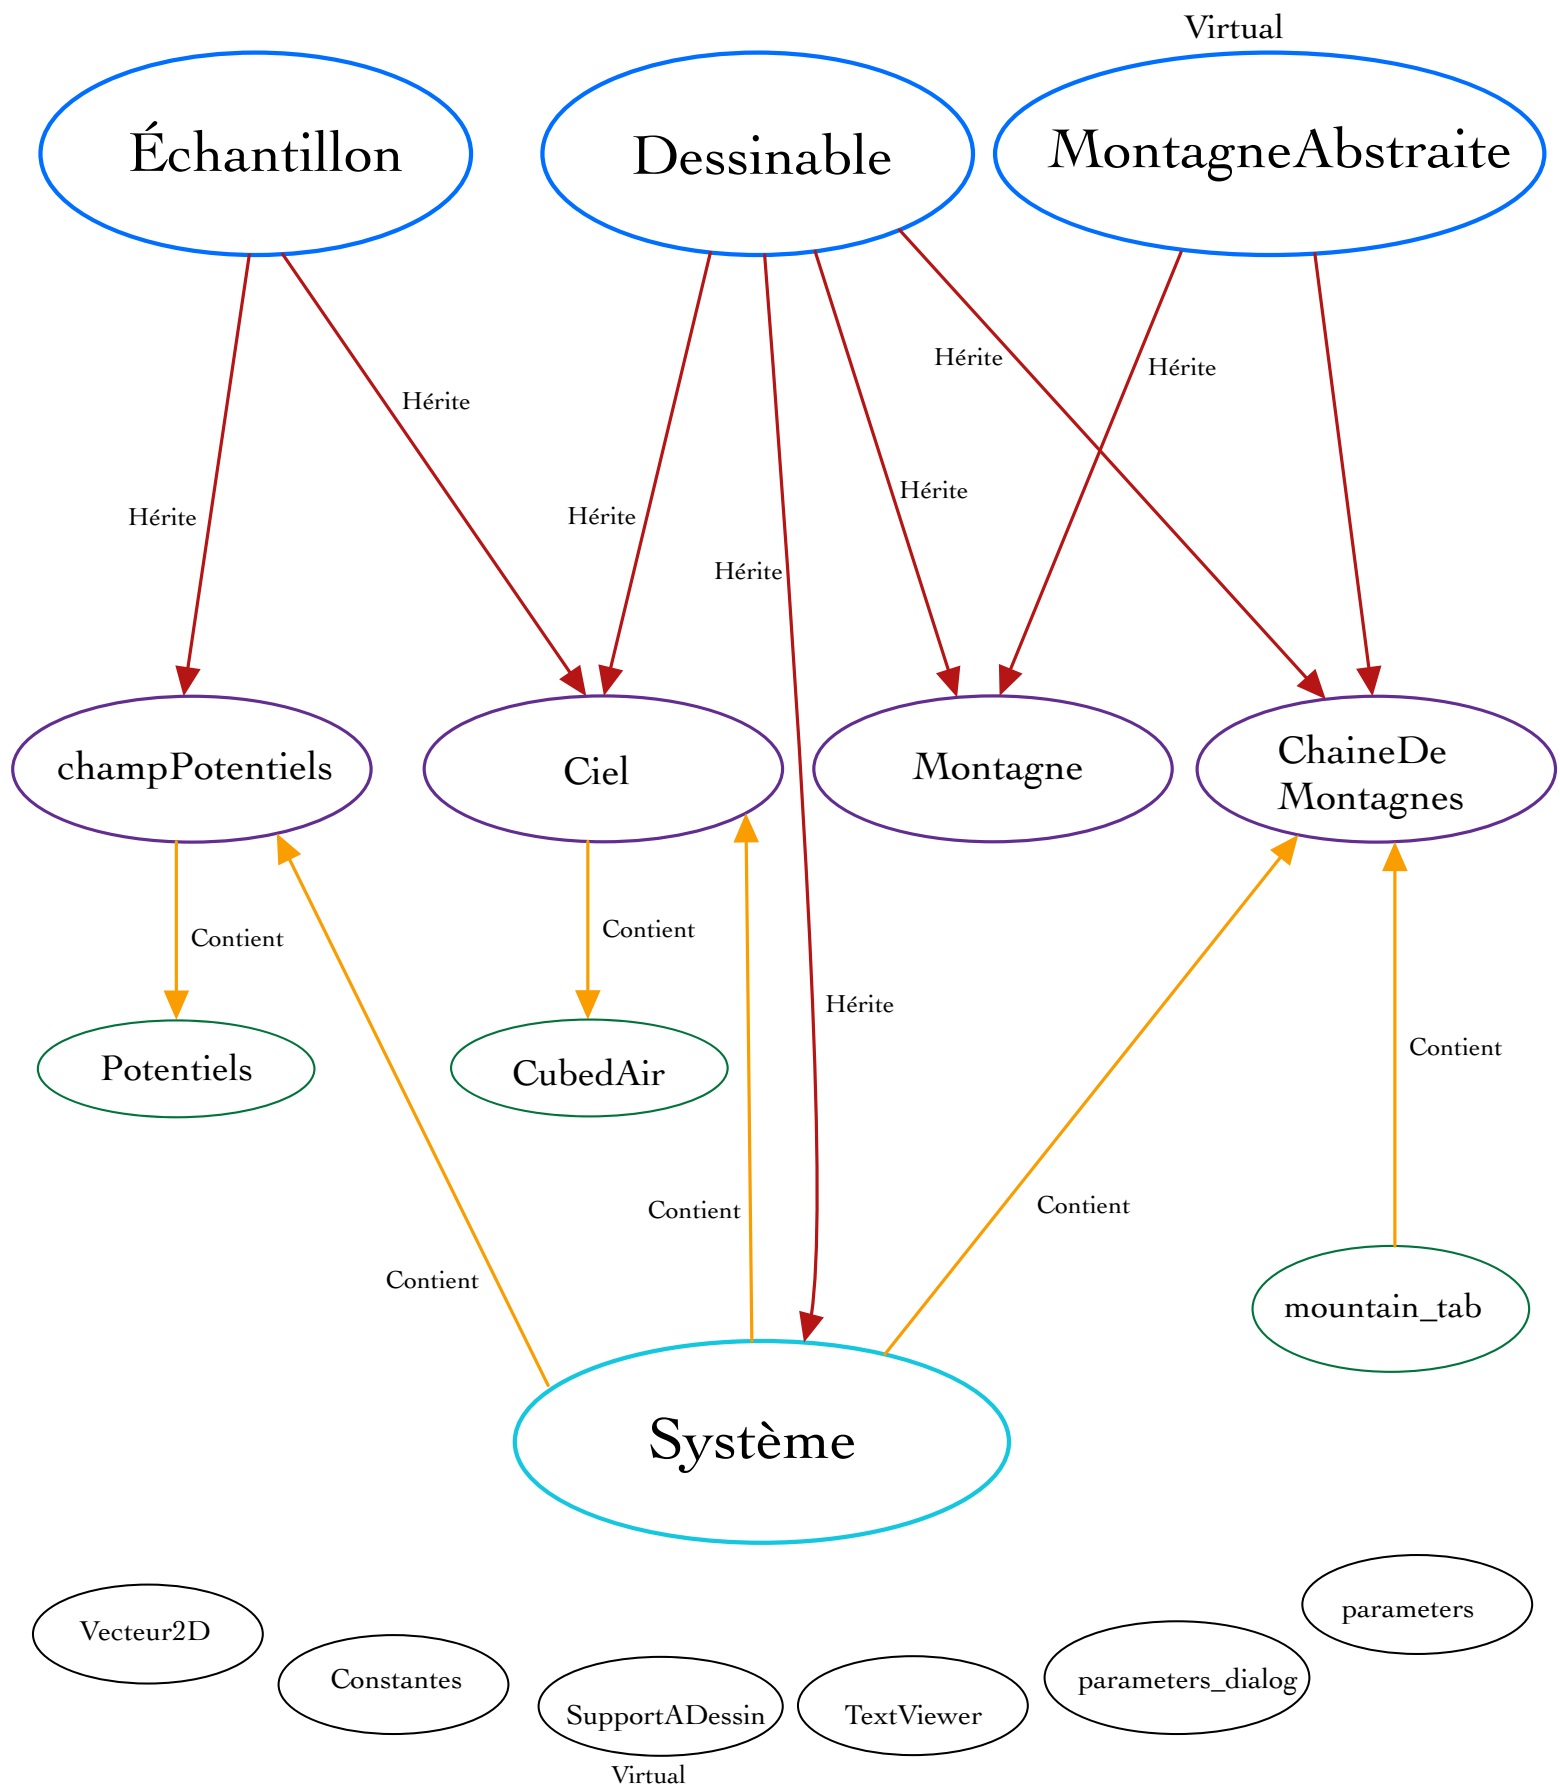 Virtual
Échantillon
Dessinable
MontagneAbstraite
Hérite
Hérite
Hérite
Hérite
Hérite
Hérite
Hérite
champPotentiels
Ciel
Montagne
ChaineDe
Montagnes
Contient
Contient
Hérite
Contient
Potentiels
CubedAir
Contient
Contient
Contient
mountain_tab
Système
parameters
Vecteur2D
Constantes
parameters_dialog
SupportADessin
TextViewer
Virtual